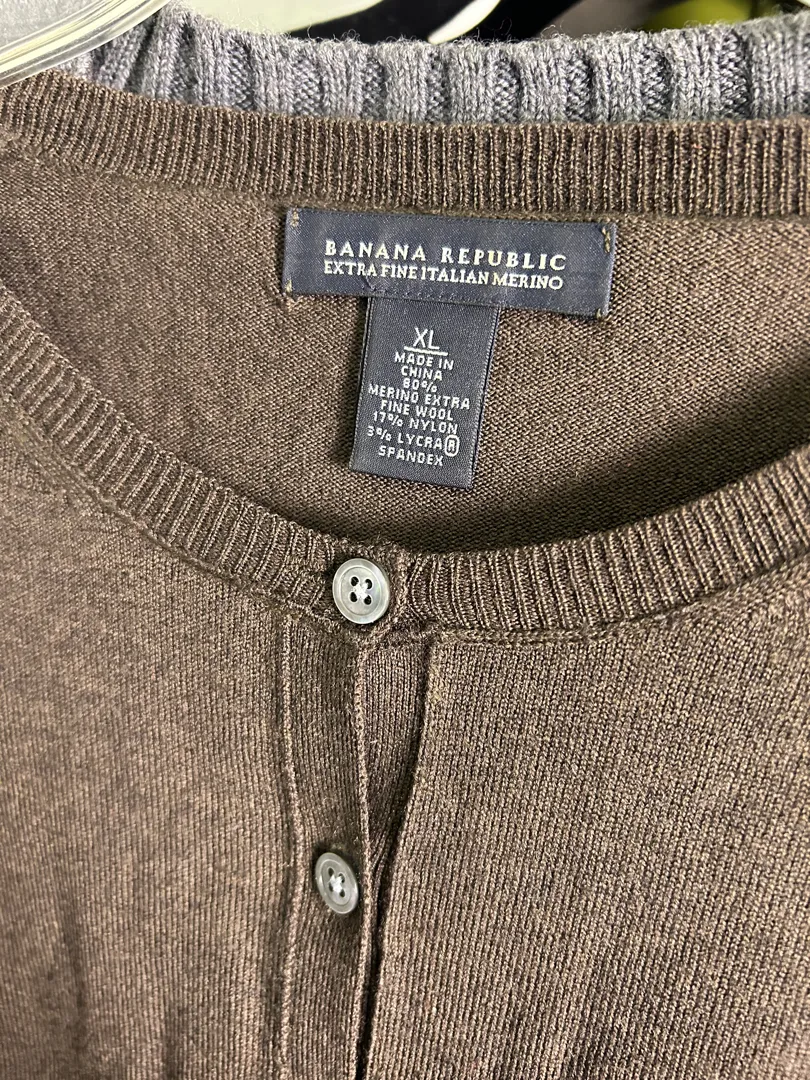 BANANA REPUBLIC
EXTRA FINE ITALIAN MERINO
XL
MADE IN
CHINA
80%
MERINO EXTRA
FINE WOOL
17% NYLON
3% LYCRA®
SPANDEX